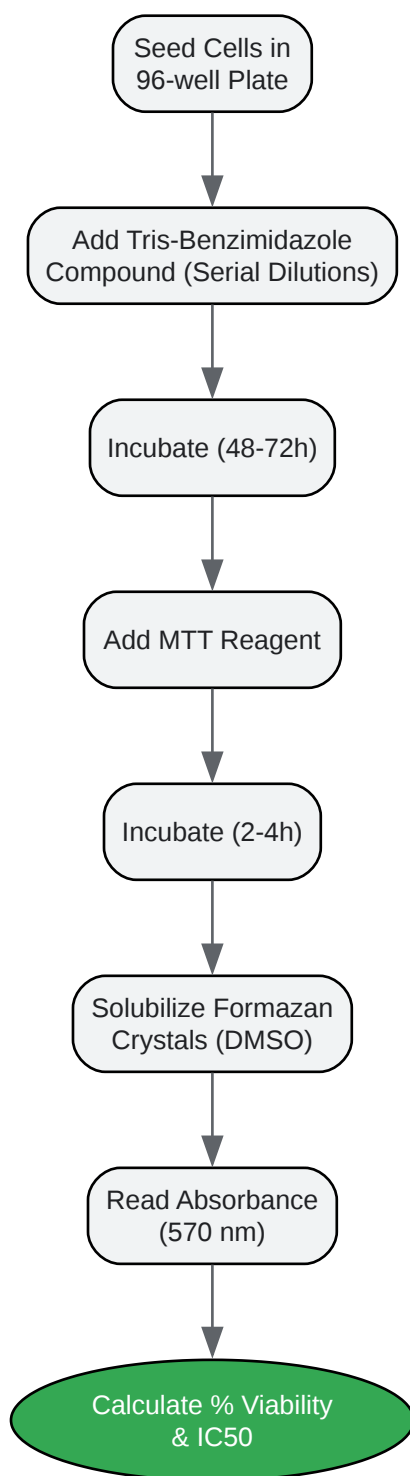 Seed Cells in
96-well Plate
Add Tris-Benzimidazole
Compound (Serial Dilutions)
Incubate (48-72h)
Add MTT Reagent
Incubate (2-4h)
Solubilize Formazan
Crystals (DMSO)
Read Absorbance
(570 nm)
Calculate % Viability
& IC50